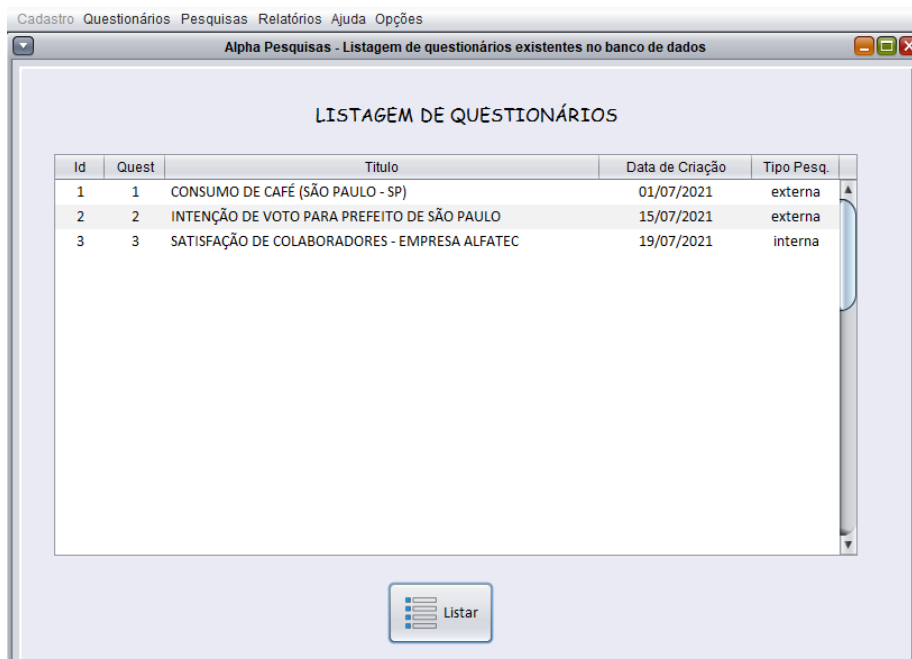 Cadastro Questionários Pesquisas Relatórios Ajuda Opções
Alpha Pesquisas - Listagem de questionários existentes no banco de dados
LISTAGEM DE QUESTIONÁRIOS
Id Quest Titulo Data de Criação Tipo Pesq.
1 1 CONSUMO DE CAFÉ (SÃO PAULO - SP) 01/07/2021 externa
2 2 INTENÇÃO DE VOTO PARA PREFEITO DE SÃO PAULO 15/07/2021 externa
3 3 SATISFAÇÃO DE COLABORADORES - EMPRESA ALFATEC 19/07/2021 interna
Listar